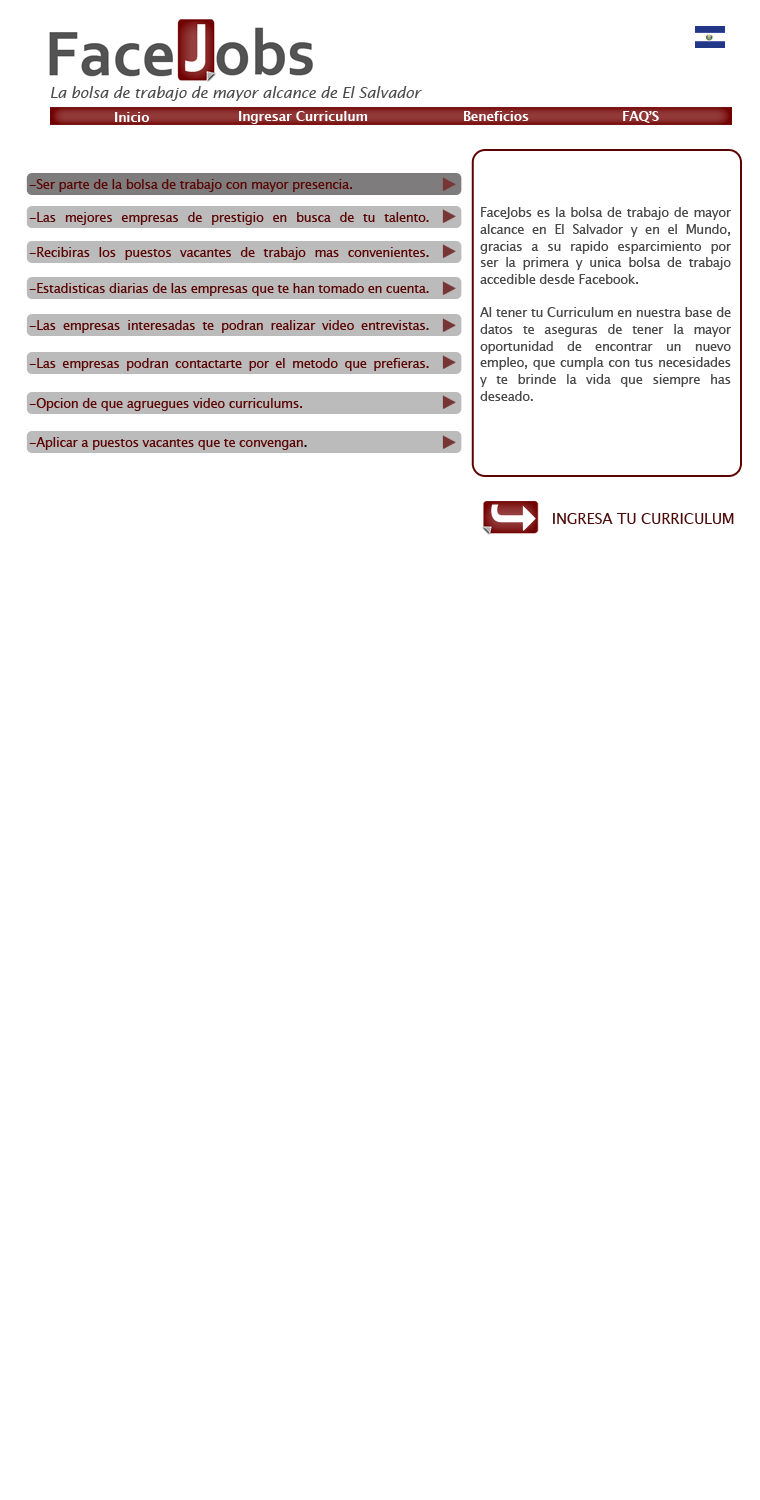 FaceJobs
La bolsa de trabajo de mayor alcance de El Salvador
Inicio Ingresar Curriculum Beneficios FAQ'S
-Ser parte de la bolsa de trabajo con mayor presencia.
-Las mejores empresas de prestigio en busca de tu talento.
-Recibiras los puestos vacantes de trabajo mas convenientes.
-Estadisticas diarias de las empresas que te han tomado en cuenta.
-Las empresas interesadas te podran realizar video entrevistas.
-Las empresas podran contactarte por el metodo que prefieras.
-Opcion de que agruegues video curriculums.
-Aplicar a puestos vacantes que te convengan.
FaceJobs es la bolsa de trabajo de mayor
alcance en El Salvador y en el Mundo,
gracias a su rapido esparcimiento por
ser la primera y unica bolsa de trabajo
accedible desde Facebook.
Al tener tu Curriculum en nuestra base de
datos te aseguras de tener la mayor
oportunidad de encontrar un nuevo
empleo, que cumpla con tus necesidades
y te brinde la vida que siempre has
deseado.
INGRESA TU CURRICULUM